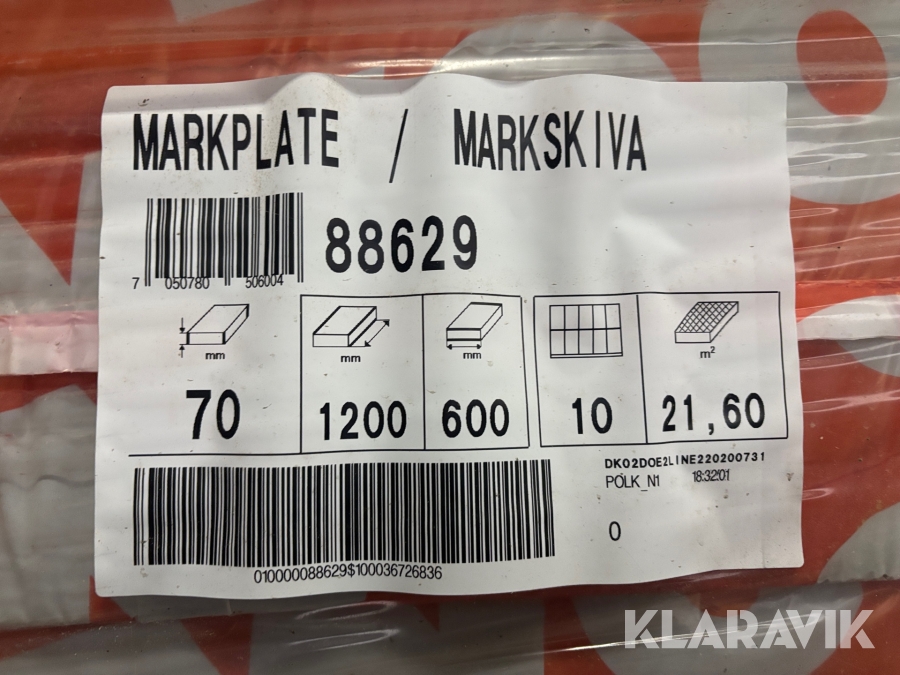 MARKPLATE / MARKSKIVA
88629
7 050780 506004
mm mm mm m²
70 1200 600 10 21,60
DK02DOE2LINE220200731
POLK_N1 18:32:01
010000088629$100036726836
0
KLARAVIK